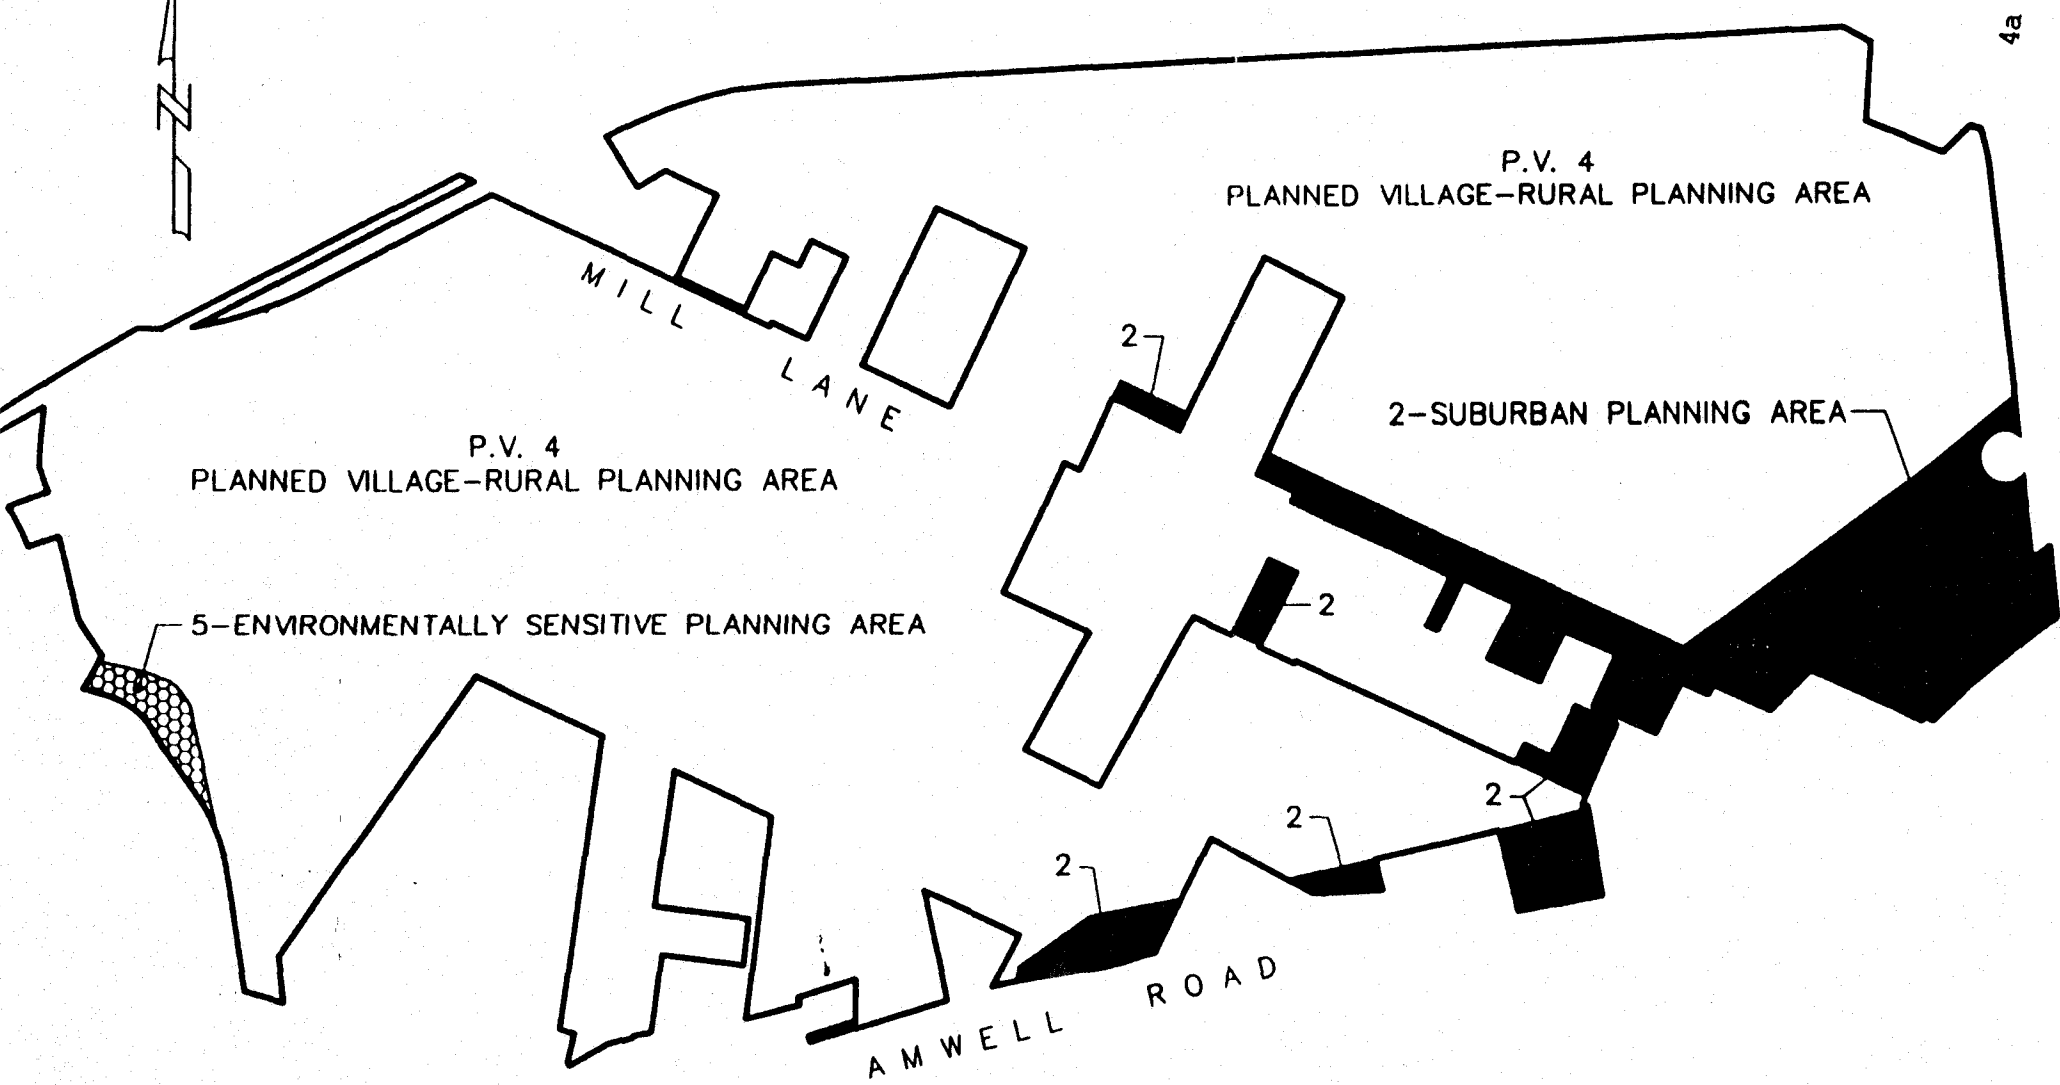 4a
N
P.V. 4
PLANNED VILLAGE-RURAL PLANNING AREA
MILL LANE
2
2-SUBURBAN PLANNING AREA
P.V. 4
PLANNED VILLAGE-RURAL PLANNING AREA
2
5-ENVIRONMENTALLY SENSITIVE PLANNING AREA
2
2
2
AMWELL ROAD